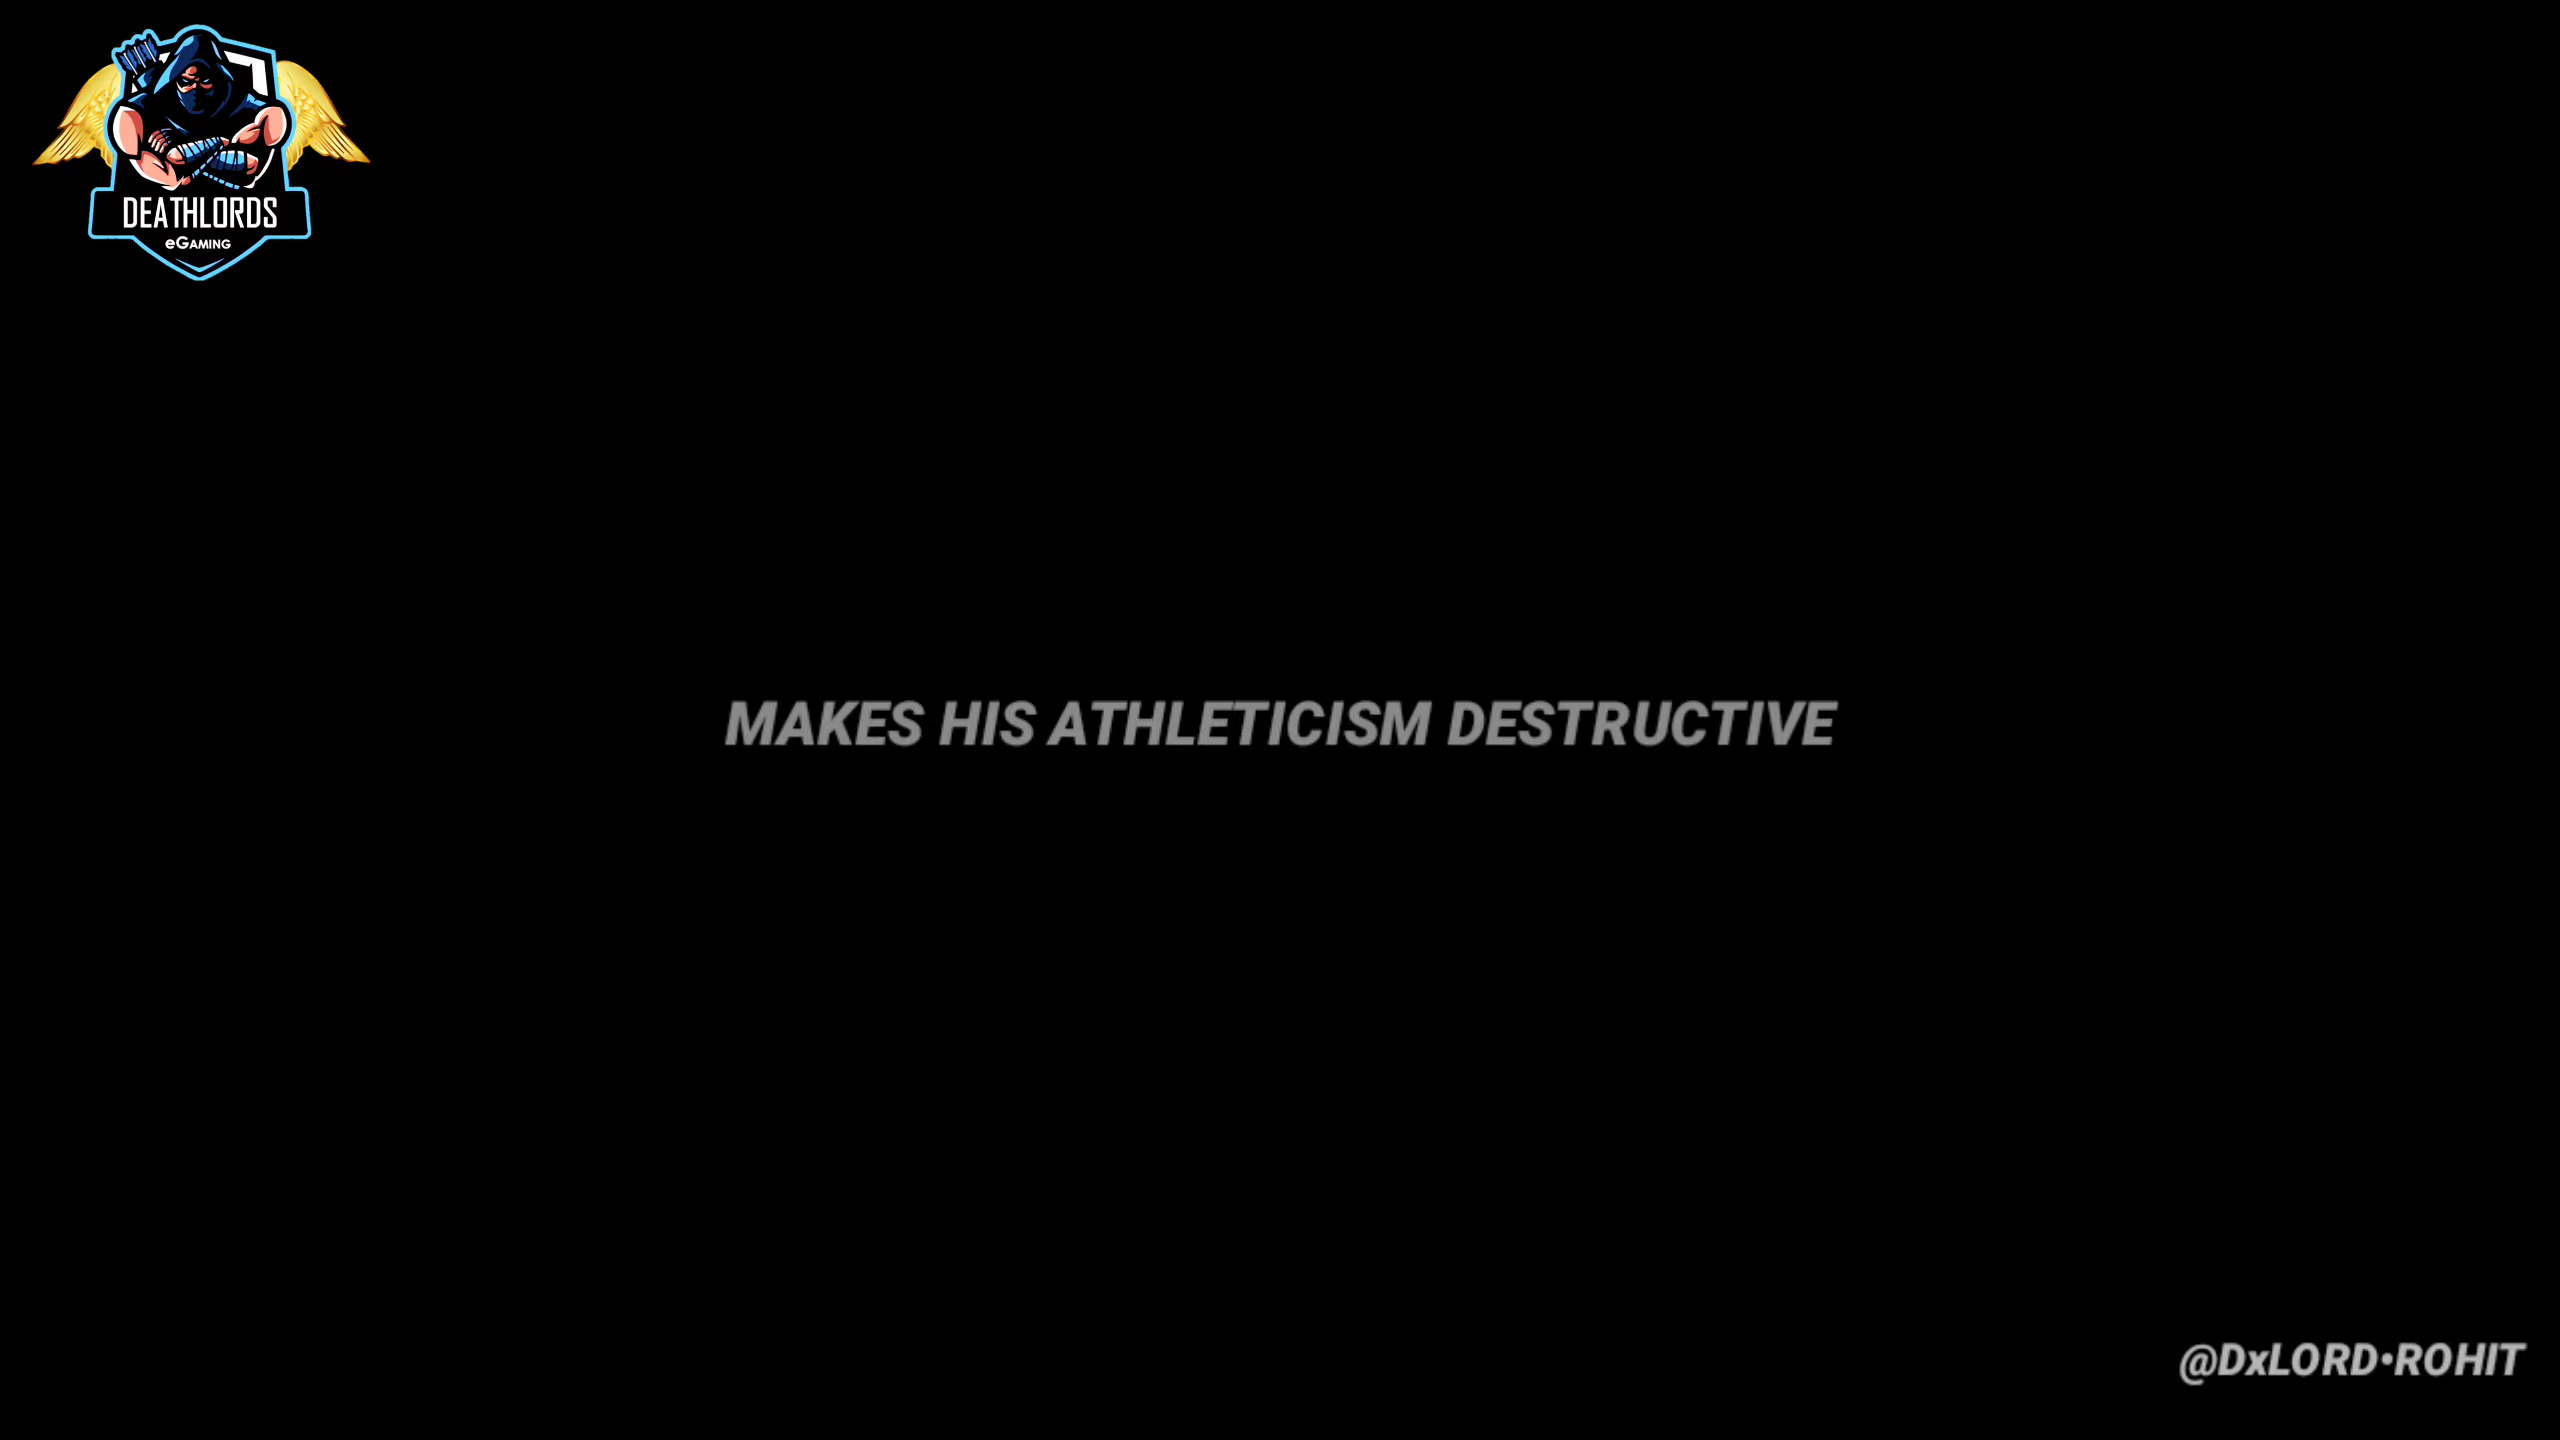 DEATHLORDS
eGAMING
MAKES HIS ATHLETICISM DESTRUCTIVE
@DxLORD•ROHIT